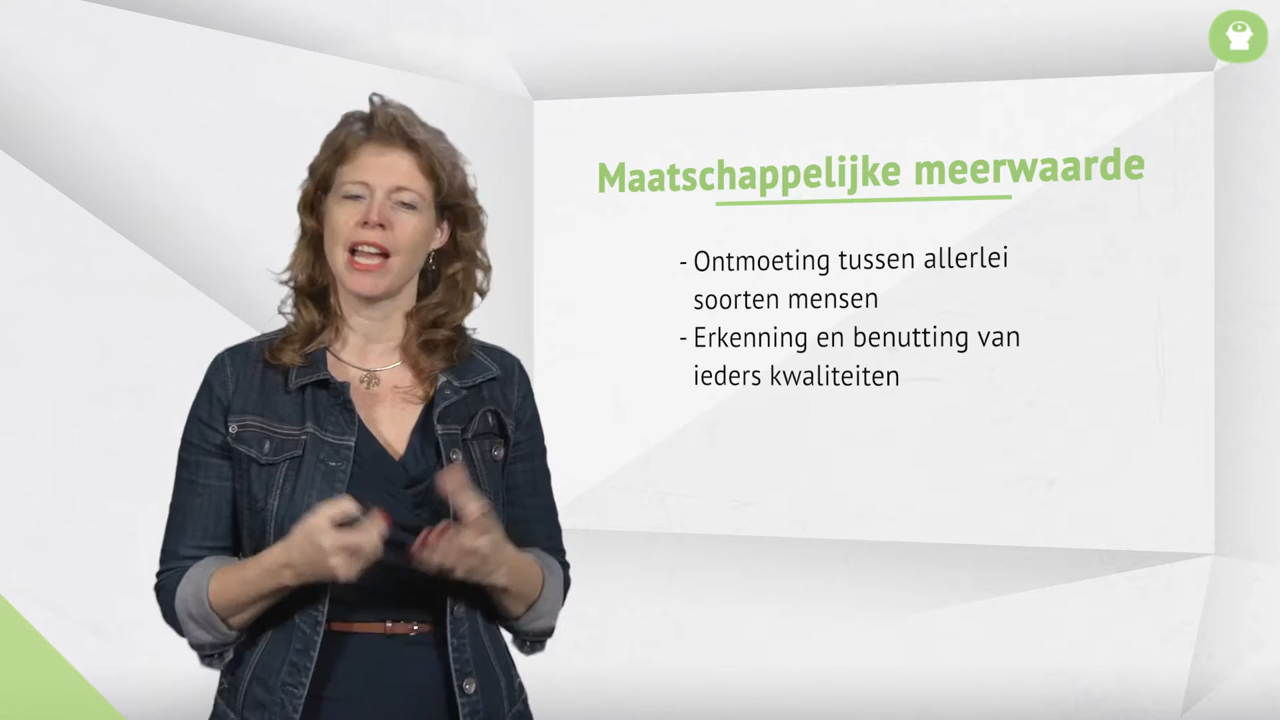 Maatschappelijke meerwaarde
- Ontmoeting tussen allerlei
soorten mensen
- Erkenning en benutting van
ieders kwaliteiten